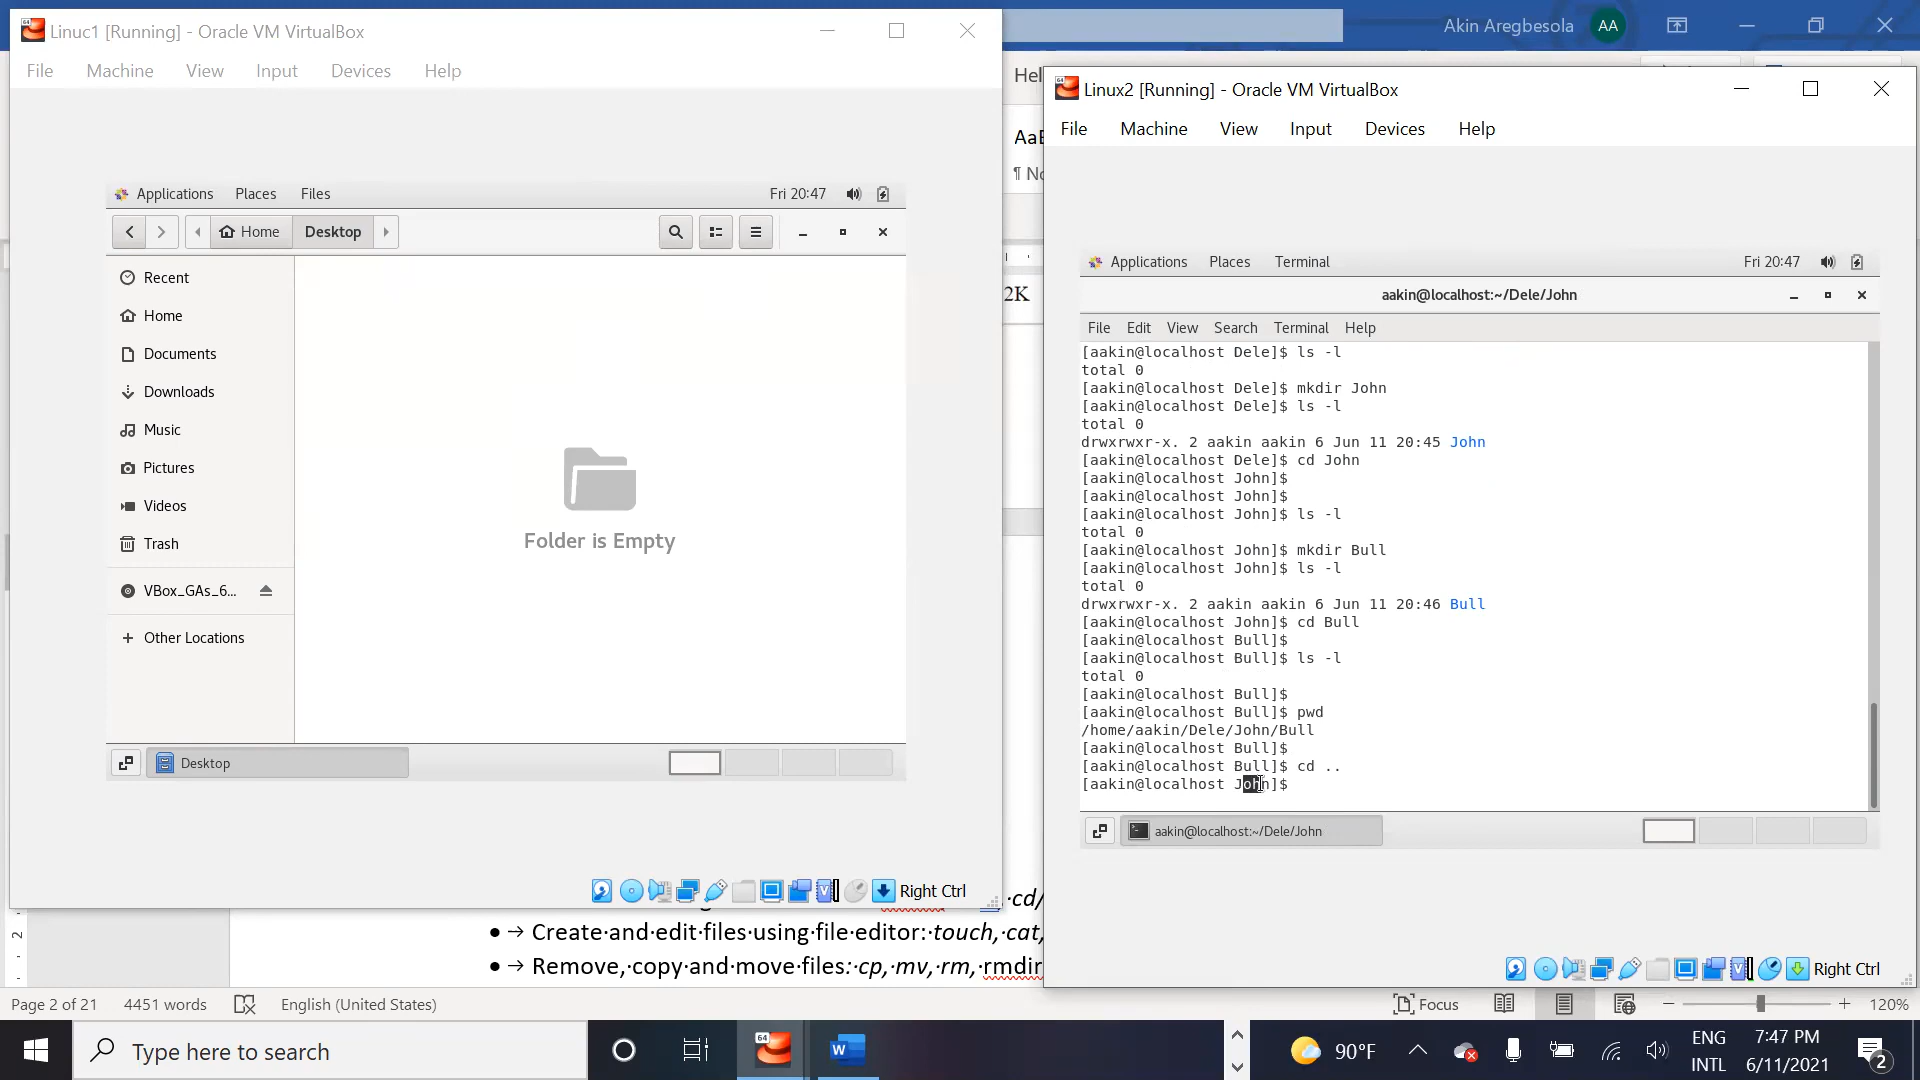 Linuc1 [Running] - Oracle VM VirtualBox
File Machine View Input Devices Help
Applications Places Files Fri 20:47
Home Desktop
Recent
Home
Documents
Downloads
Music
Pictures
Videos
Trash
VBox_GAs_6...
+ Other Locations
Folder is Empty
Desktop
Right Ctrl
Akin Aregbesola AA
Hel
AaB
¶ No
2K
Linux2 [Running] - Oracle VM VirtualBox
File Machine View Input Devices Help
Applications Places Terminal Fri 20:47
aakin@localhost:~/Dele/John
File Edit View Search Terminal Help
[aakin@localhost Dele]$ ls -l
total 0
[aakin@localhost Dele]$ mkdir John
[aakin@localhost Dele]$ ls -l
total 0
drwxrwxr-x. 2 aakin aakin 6 Jun 11 20:45 John
[aakin@localhost Dele]$ cd John
[aakin@localhost John]$
[aakin@localhost John]$
[aakin@localhost John]$ ls -l
total 0
[aakin@localhost John]$ mkdir Bull
[aakin@localhost John]$ ls -l
total 0
drwxrwxr-x. 2 aakin aakin 6 Jun 11 20:46 Bull
[aakin@localhost John]$ cd Bull
[aakin@localhost Bull]$
[aakin@localhost Bull]$ ls -l
total 0
[aakin@localhost Bull]$
[aakin@localhost Bull]$ pwd
/home/aakin/Dele/John/Bull
[aakin@localhost Bull]$
[aakin@localhost Bull]$ cd ..
[aakin@localhost John]$
aakin@localhost:~/Dele/John
Right Ctrl
cd/
2
• → Create·and·edit·files·using·file·editor:·touch,·cat,
• → Remove,·copy·and·move·files:·cp,·mv,·rm,·rmdir
Page 2 of 21 4451 words English (United States) Focus 120%
Type here to search
64
90°F
ENG
INTL
7:47 PM
6/11/2021
2